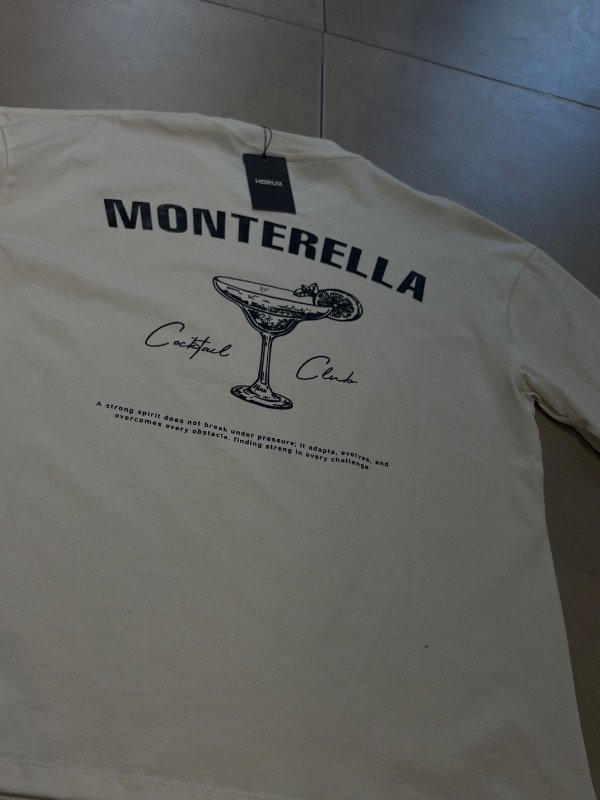 HORUX
MONTERELLA
Cocktail Club
A strong spirit does not break under pressure; it adapts, evolves, and
overcomes every obstacle. finding streng in every challenge.